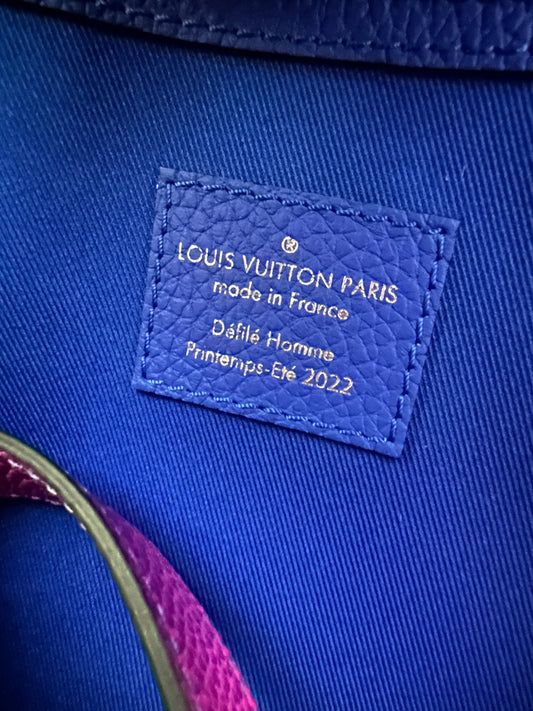 ®
LOUIS VUITTON PARIS
made in France
Défilé Homme
Printemps-Eté 2022